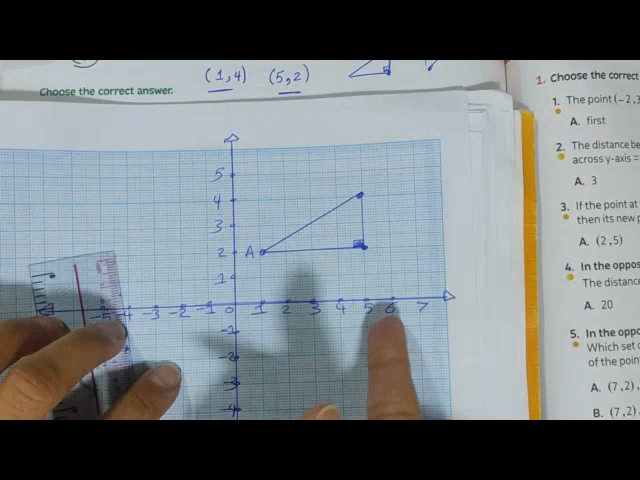 (1,4) (5,2)
Choose the correct answer.
5
4
3
A 2
1
-5 -4 -3 -2 -1 0 1 2 3 4 5 6 7
-1
-2
-3
-4
1. Choose the correct
1. The point (-2,3
A. first
2. The distance be
across y-axis =
A. 3
3. If the point at
then its new p
A. (2,5)
4. In the oppos
The distance
A. 20
5. In the oppo
Which set o
of the point
A. (7,2)
B. (7,2)